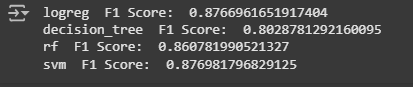 logreg  F1 Score:  0.8766961651917404
decision_tree  F1 Score:  0.8028781292160095
rf  F1 Score:  0.860781990521327
svm  F1 Score:  0.876981796829125